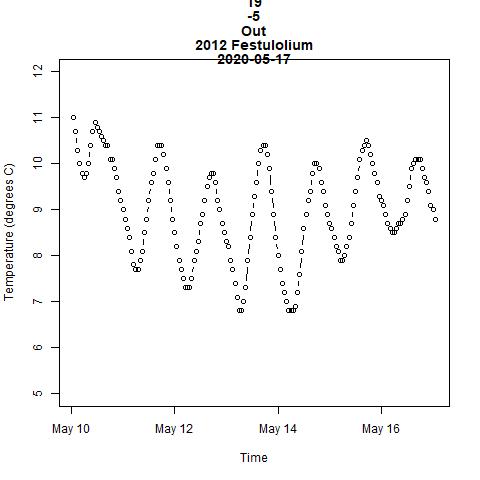 19
-5
Out
2012 Festulolium
2020-05-17
Temperature (degrees C)
12
11
10
9
8
7
6
5
May 10
May 12
May 14
May 16
Time